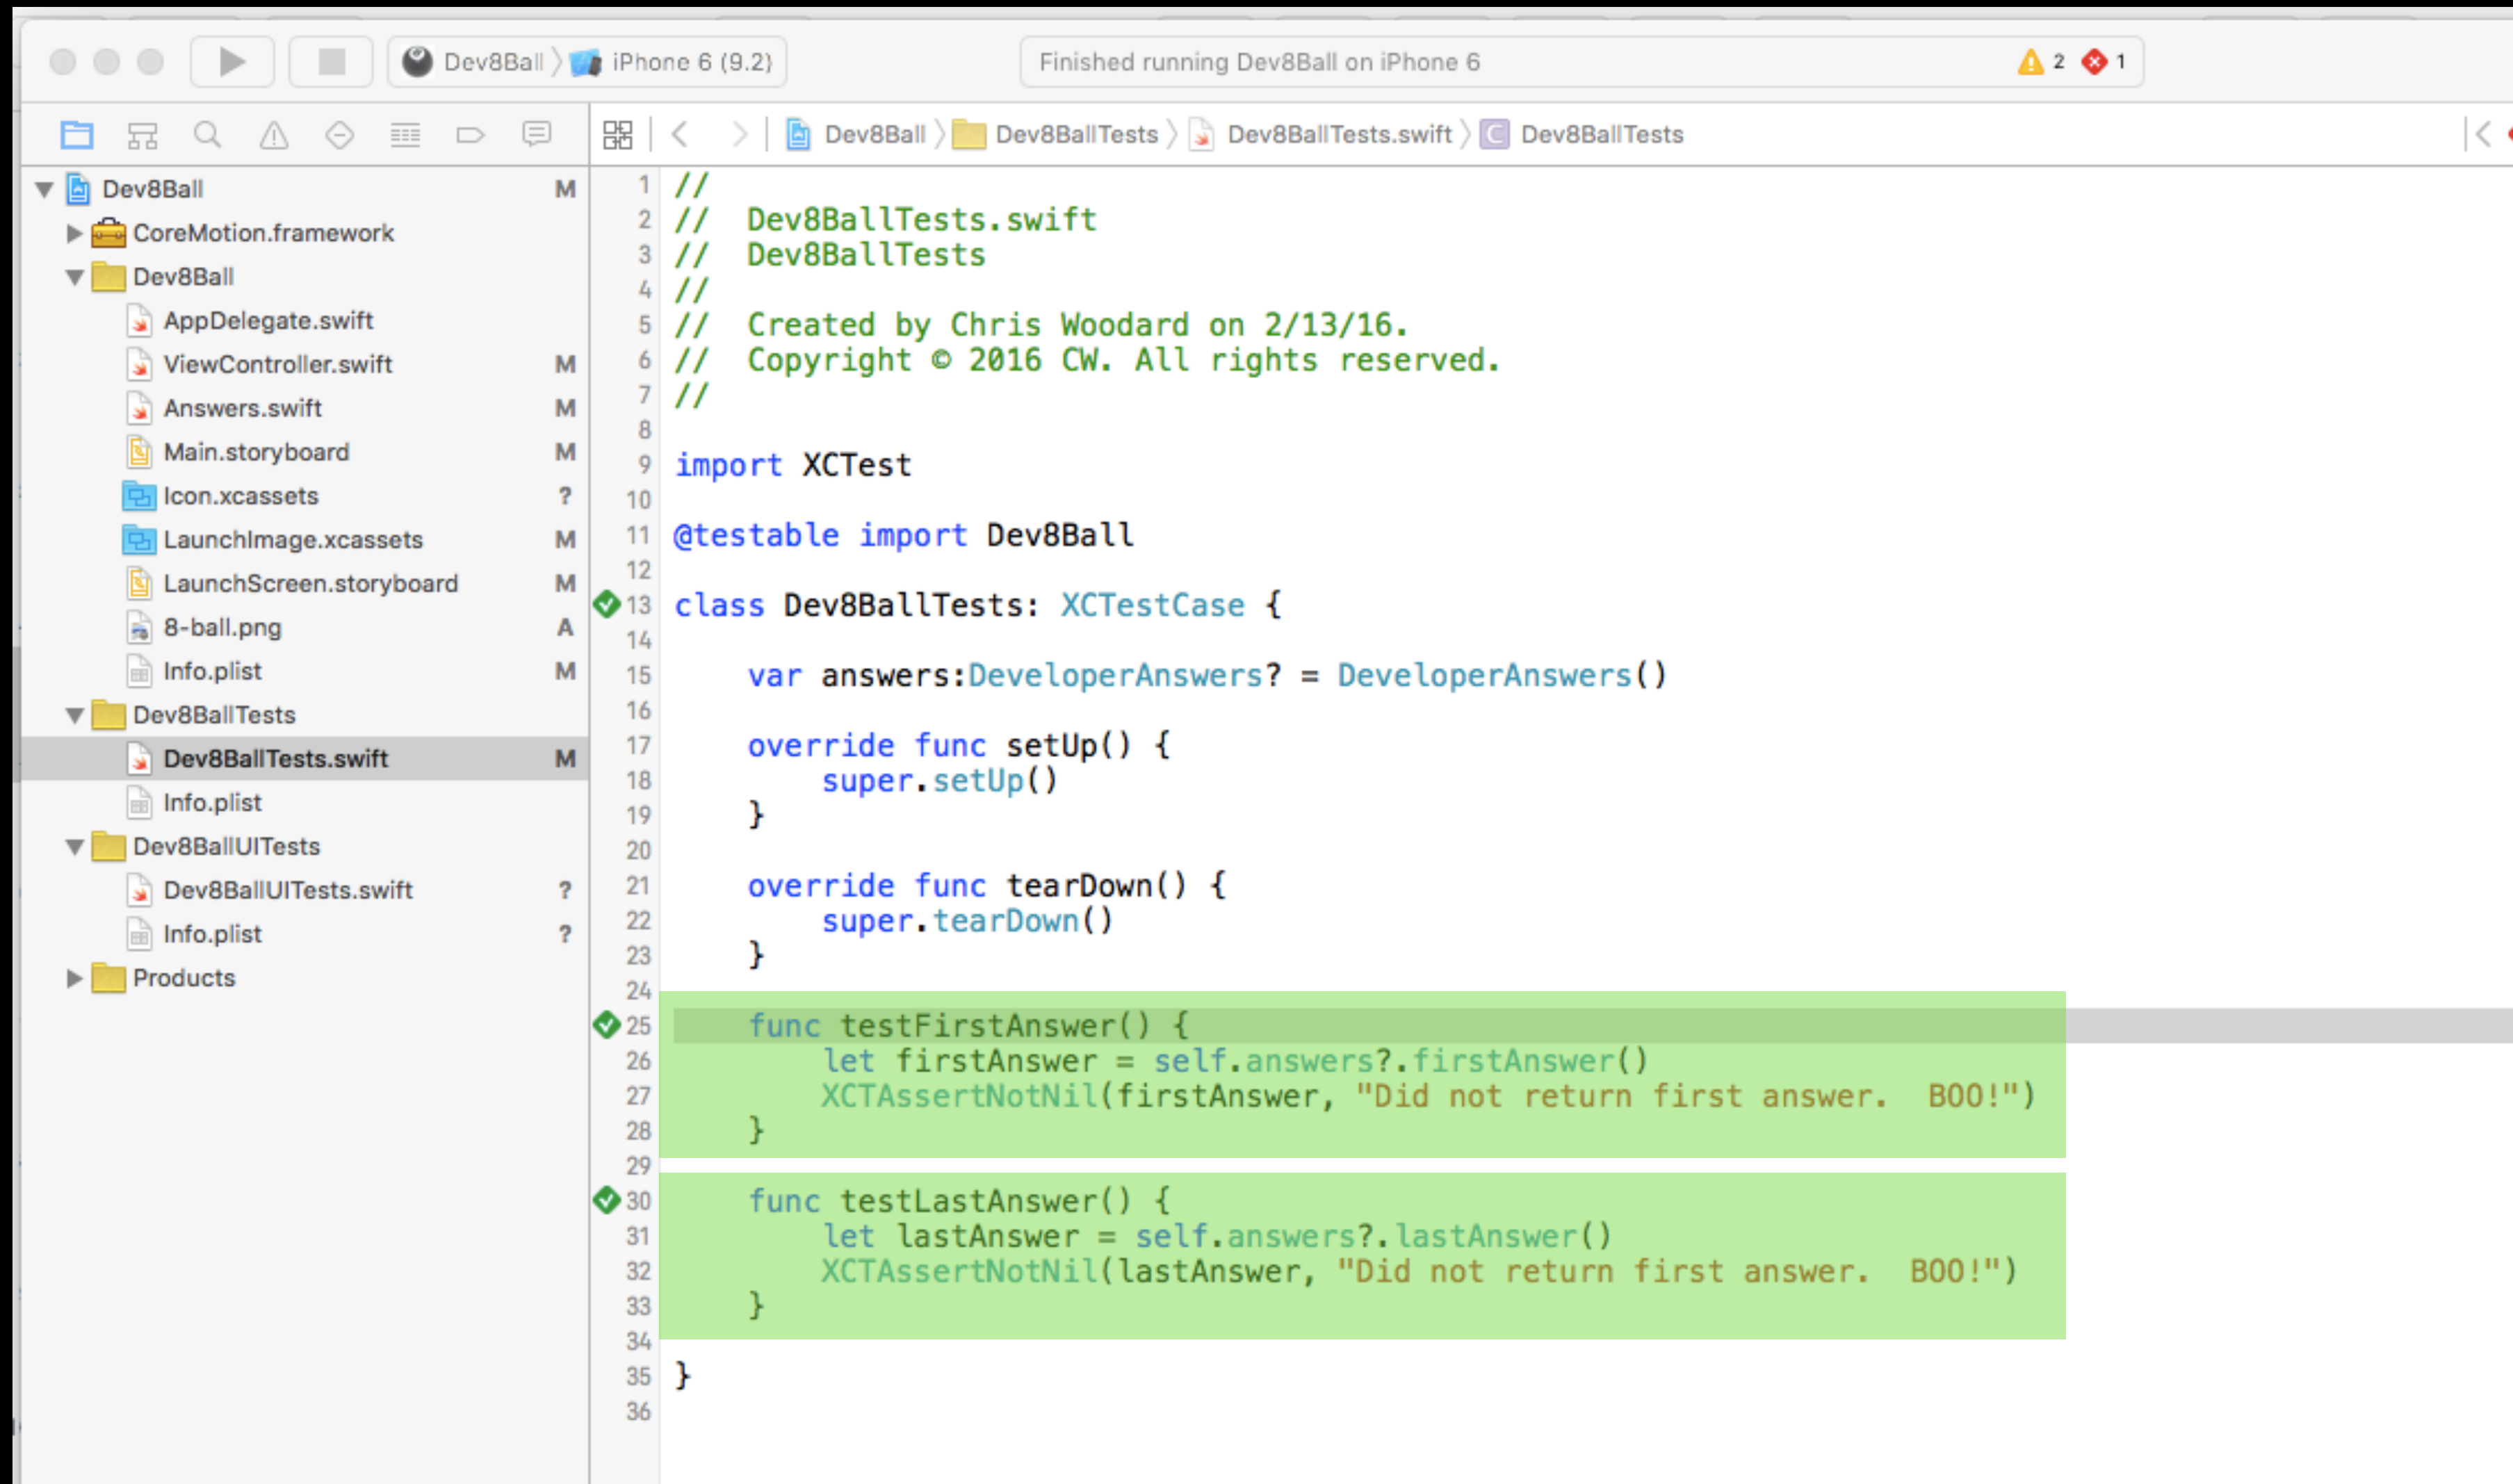 Dev8Ball iPhone 6 (9.2) Finished running Dev8Ball on iPhone 6 2 1
Dev8Ball Dev8BallTests Dev8BallTests.swift Dev8BallTests
Dev8Ball M
CoreMotion.framework
Dev8Ball
AppDelegate.swift
ViewController.swift M
Answers.swift M
Main.storyboard M
Icon.xcassets ?
LaunchImage.xcassets M
LaunchScreen.storyboard M
8-ball.png A
Info.plist M
Dev8BallTests
Dev8BallTests.swift M
Info.plist
Dev8BallUITests
Dev8BallUITests.swift ?
Info.plist ?
Products
1 //
2 //  Dev8BallTests.swift
3 //  Dev8BallTests
4 //
5 //  Created by Chris Woodard on 2/13/16.
6 //  Copyright © 2016 CW. All rights reserved.
7 //
8
9 import XCTest
10
11 @testable import Dev8Ball
12
13 class Dev8BallTests: XCTestCase {
14
15     var answers:DeveloperAnswers? = DeveloperAnswers()
16
17     override func setUp() {
18         super.setUp()
19     }
20
21     override func tearDown() {
22         super.tearDown()
23     }
24
25     func testFirstAnswer() {
26         let firstAnswer = self.answers?.firstAnswer()
27         XCTAssertNotNil(firstAnswer, "Did not return first answer.  BOO!")
28     }
29
30     func testLastAnswer() {
31         let lastAnswer = self.answers?.lastAnswer()
32         XCTAssertNotNil(lastAnswer, "Did not return first answer.  BOO!")
33     }
34
35 }
36